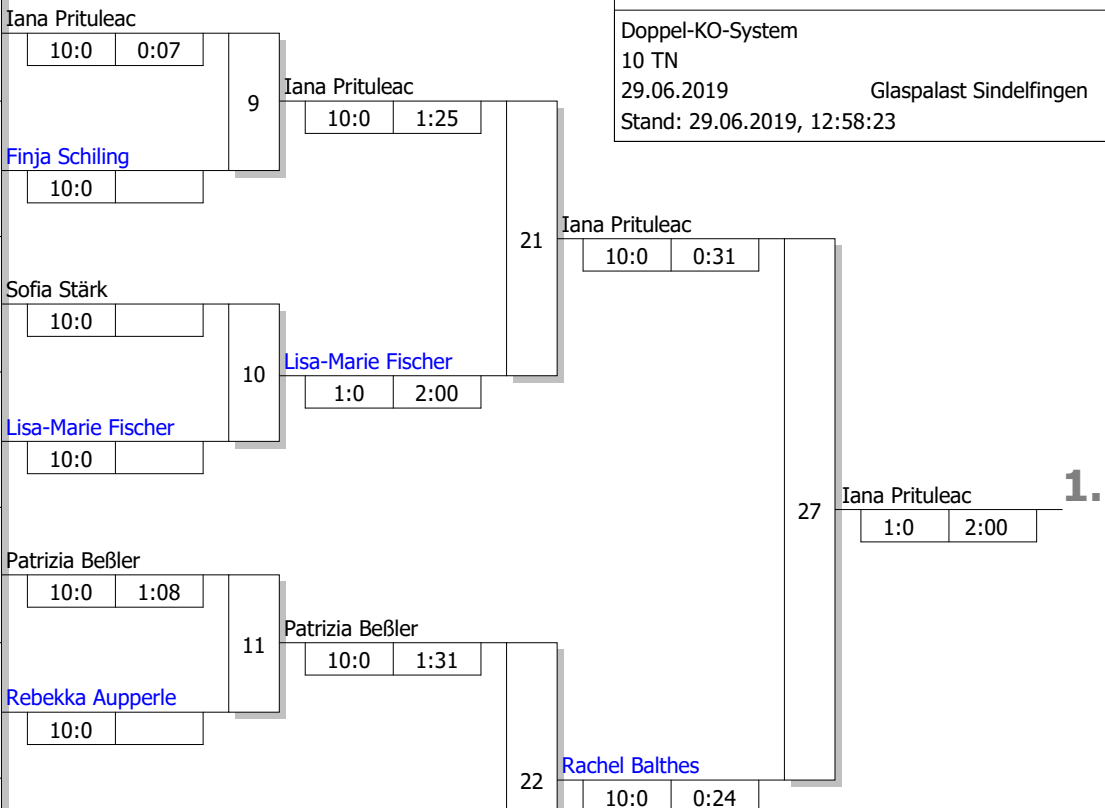 Doppel-KO-System
10 TN
29.06.2019 Glaspalast Sindelfingen
Stand: 29.06.2019, 12:58:23
Iana Prituleac
10:0 0:07
9
Finja Schiling
10:0
Iana Prituleac
10:0 1:25
Sofia Stärk
10:0
10
Lisa-Marie Fischer
10:0
Lisa-Marie Fischer
1:0 2:00
21
Iana Prituleac
10:0 0:31
Patrizia Beßler
10:0 1:08
11
Rebekka Aupperle
10:0
Patrizia Beßler
10:0 1:31
22
Rachel Balthes
10:0 0:24
27
Iana Prituleac
1:0 2:00
1.